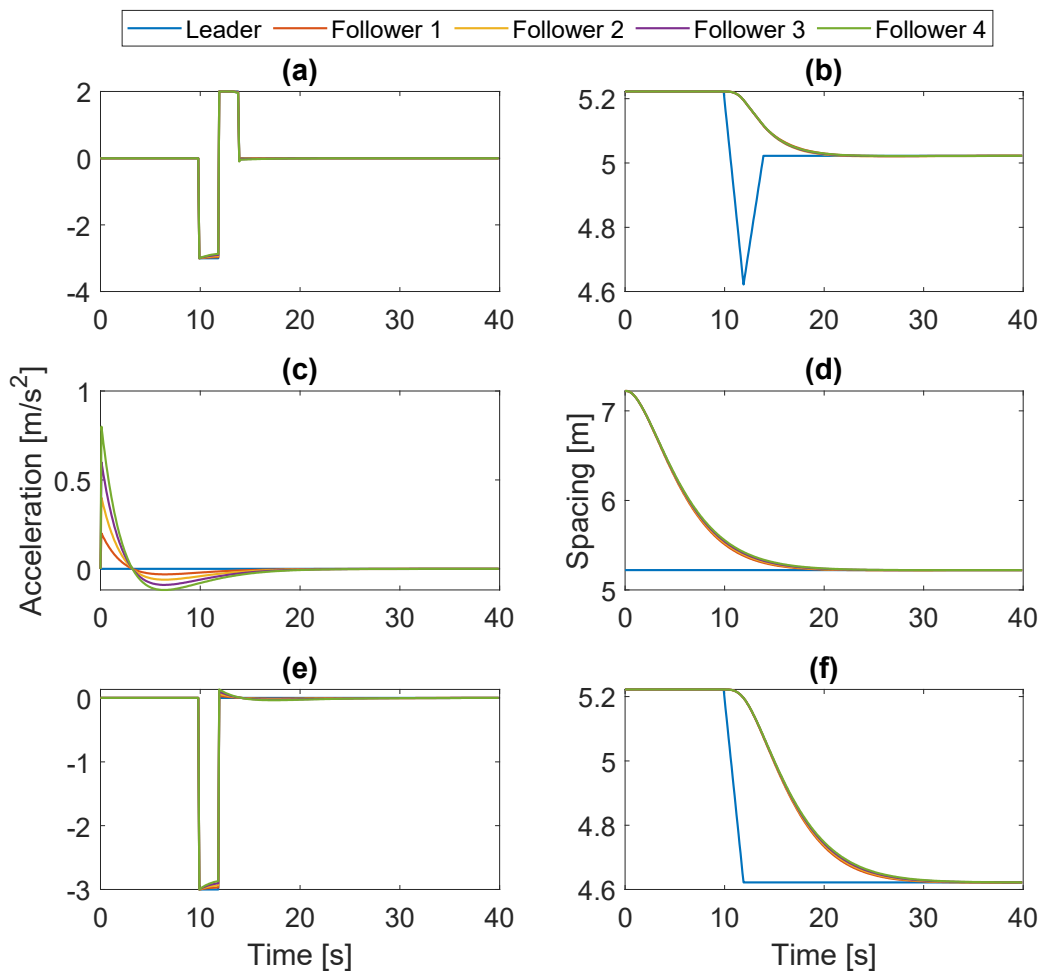 Leader Follower 1 Follower 2 Follower 3 Follower 4
(a)
2
0
-2
-4
0 10 20 30 40
(b)
5.2
5
4.8
4.6
0 10 20 30 40
(c)
1
0.5
0
0 10 20 30 40
Acceleration [m/s²]
(d)
7
6
5
0 10 20 30 40
Spacing [m]
(e)
0
-1
-2
-3
0 10 20 30 40
Time [s]
(f)
5.2
5
4.8
4.6
0 10 20 30 40
Time [s]